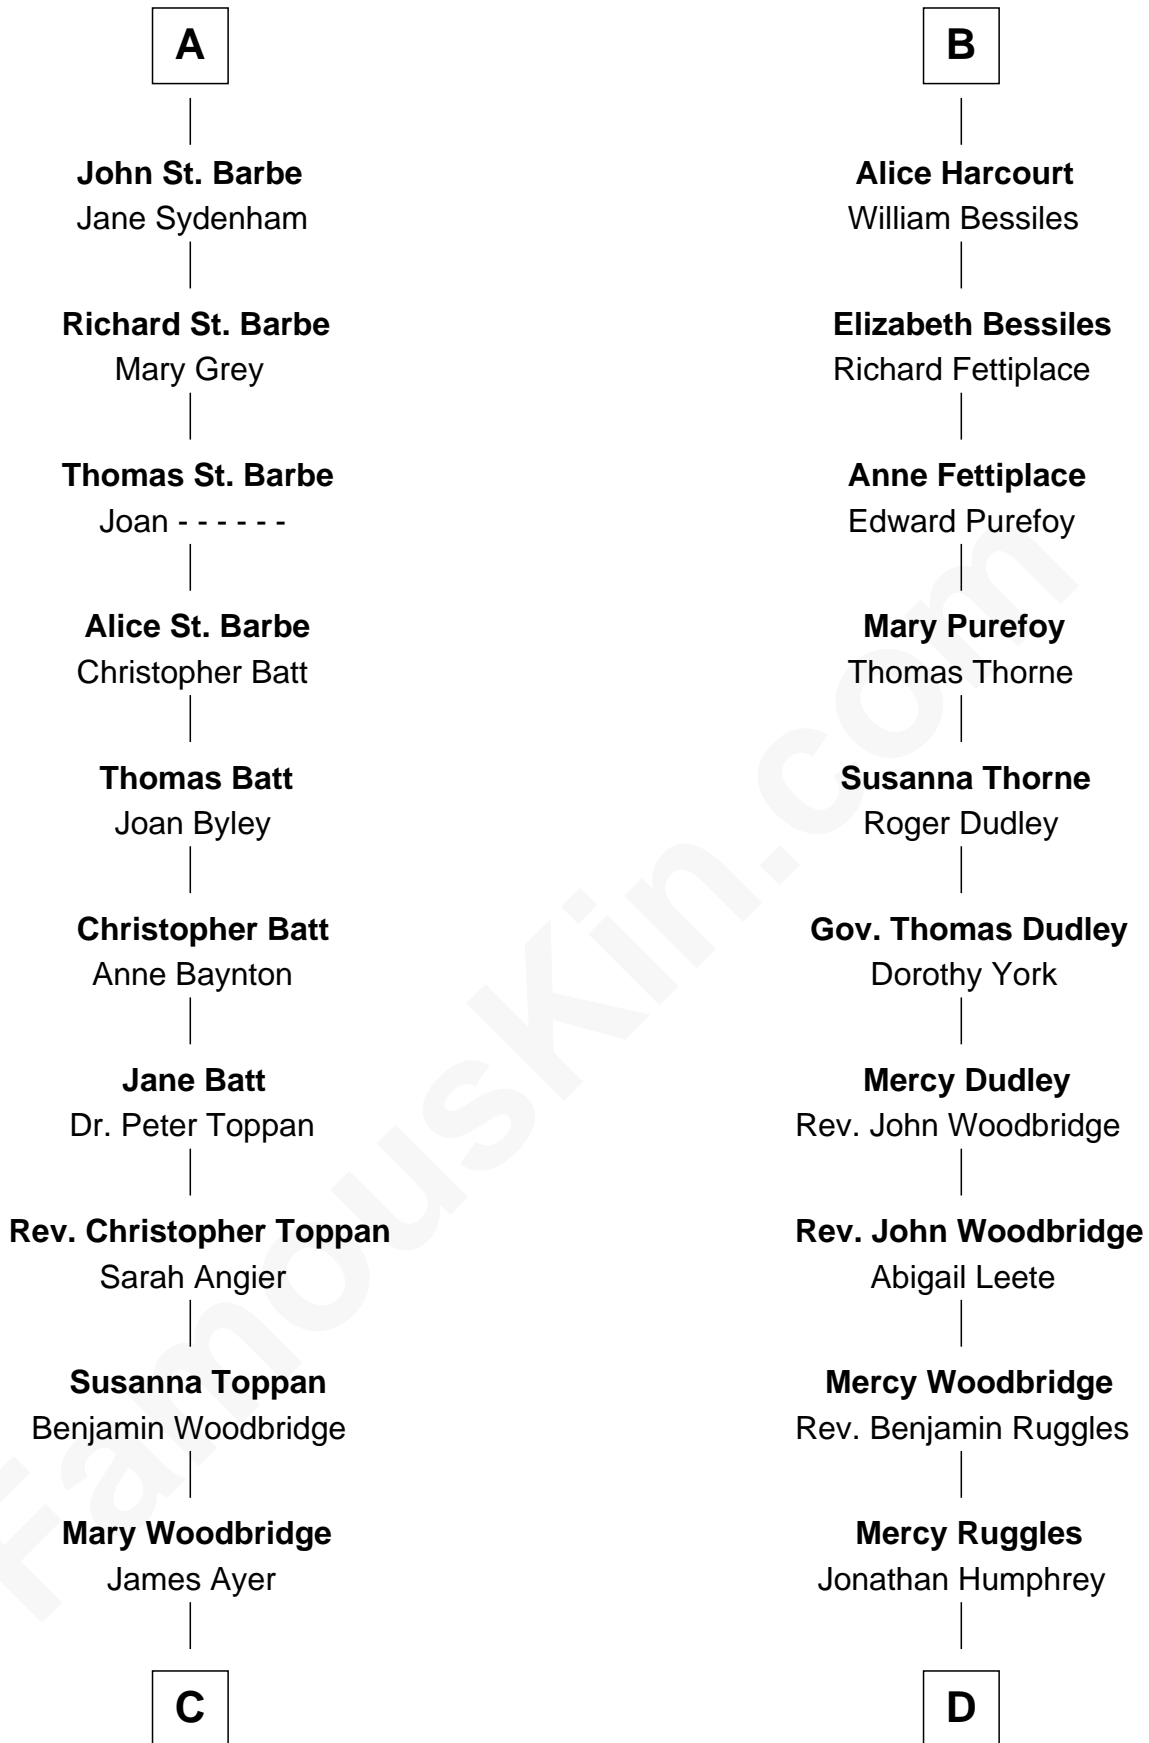 A
John St. Barbe
Jane Sydenham
Richard St. Barbe
Mary Grey
Thomas St. Barbe
Joan - - - - - -
Alice St. Barbe
Christopher Batt
Thomas Batt
Joan Byley
Christopher Batt
Anne Baynton
Jane Batt
Dr. Peter Toppan
Rev. Christopher Toppan
Sarah Angier
Susanna Toppan
Benjamin Woodbridge
Mary Woodbridge
James Ayer
C
B
Alice Harcourt
William Bessiles
Elizabeth Bessiles
Richard Fettiplace
Anne Fettiplace
Edward Purefoy
Mary Purefoy
Thomas Thorne
Susanna Thorne
Roger Dudley
Gov. Thomas Dudley
Dorothy York
Mercy Dudley
Rev. John Woodbridge
Rev. John Woodbridge
Abigail Leete
Mercy Woodbridge
Rev. Benjamin Ruggles
Mercy Ruggles
Jonathan Humphrey
D
FamousKin.com